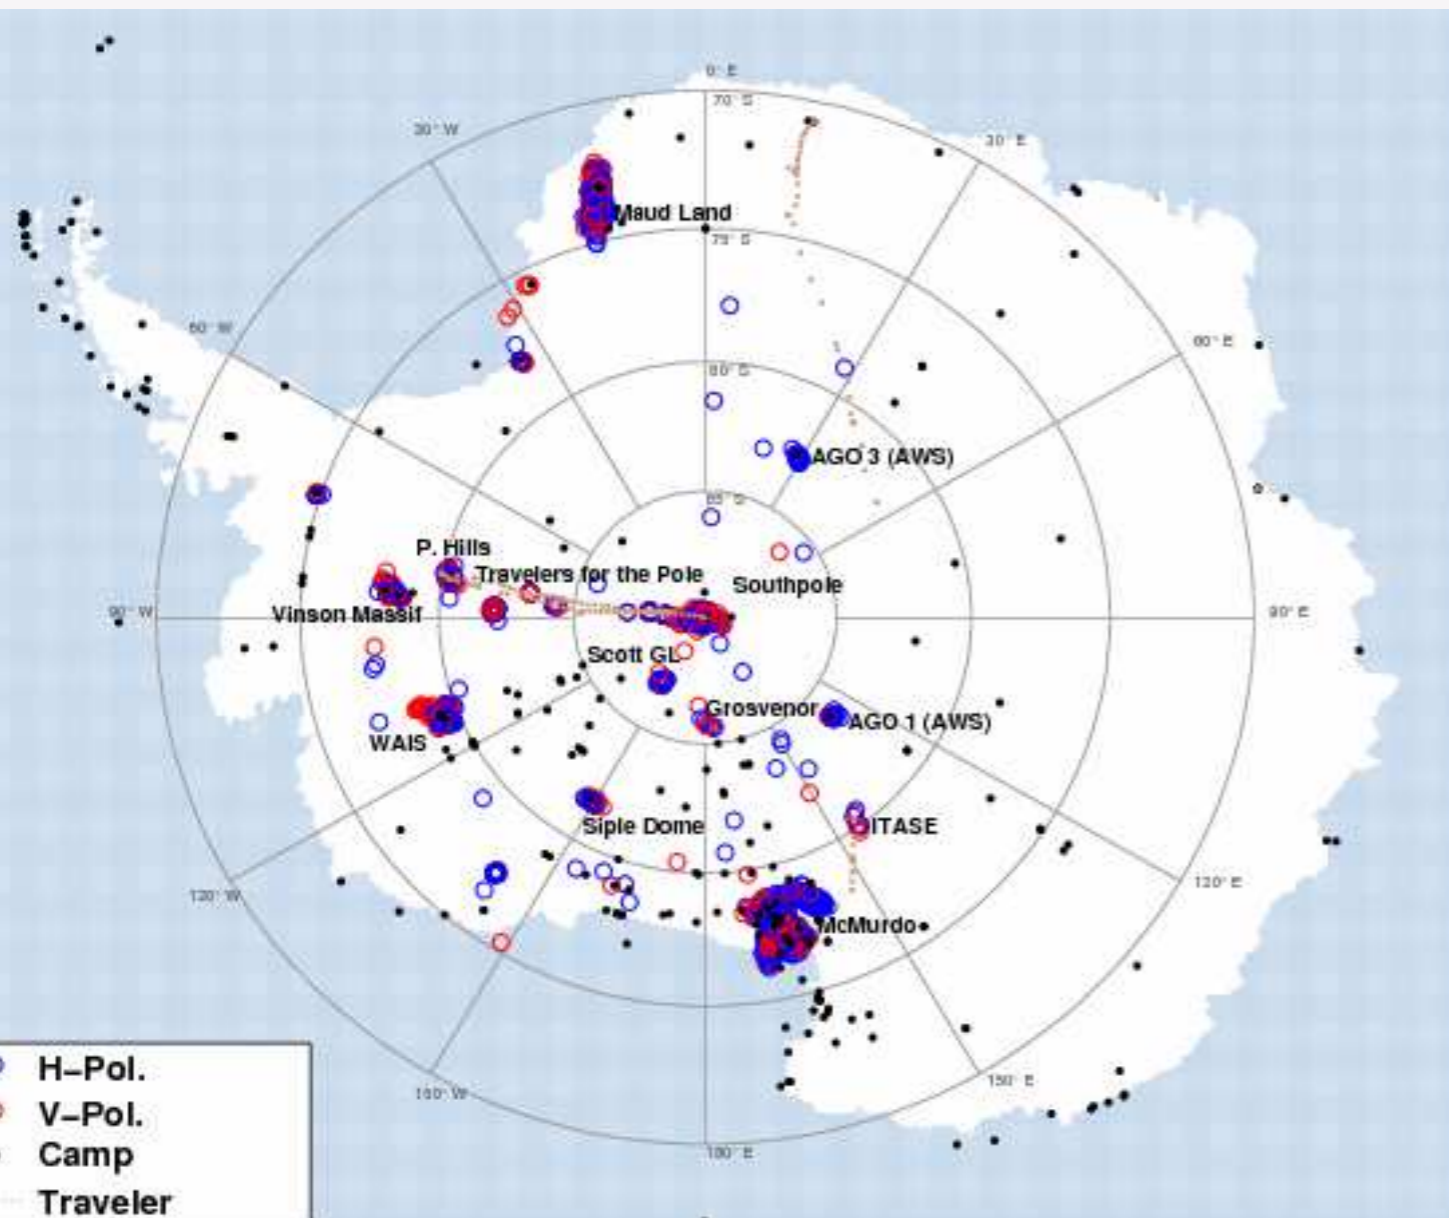 0° E
70° S
30° W
30° E
Maud Land
75° S
60° W
60° E
80° S
AGO 3 (AWS)
85° S
P. Hills
Travelers for the Pole
Southpole
90° W
Vinson Massif
90° E
Scott GL
Grosvenor
AGO 1 (AWS)
WAIS
Siple Dome
ITASE
120° W
120° E
McMurdo
150° W
150° E
180° E
H-Pol.
V-Pol.
Camp
Traveler